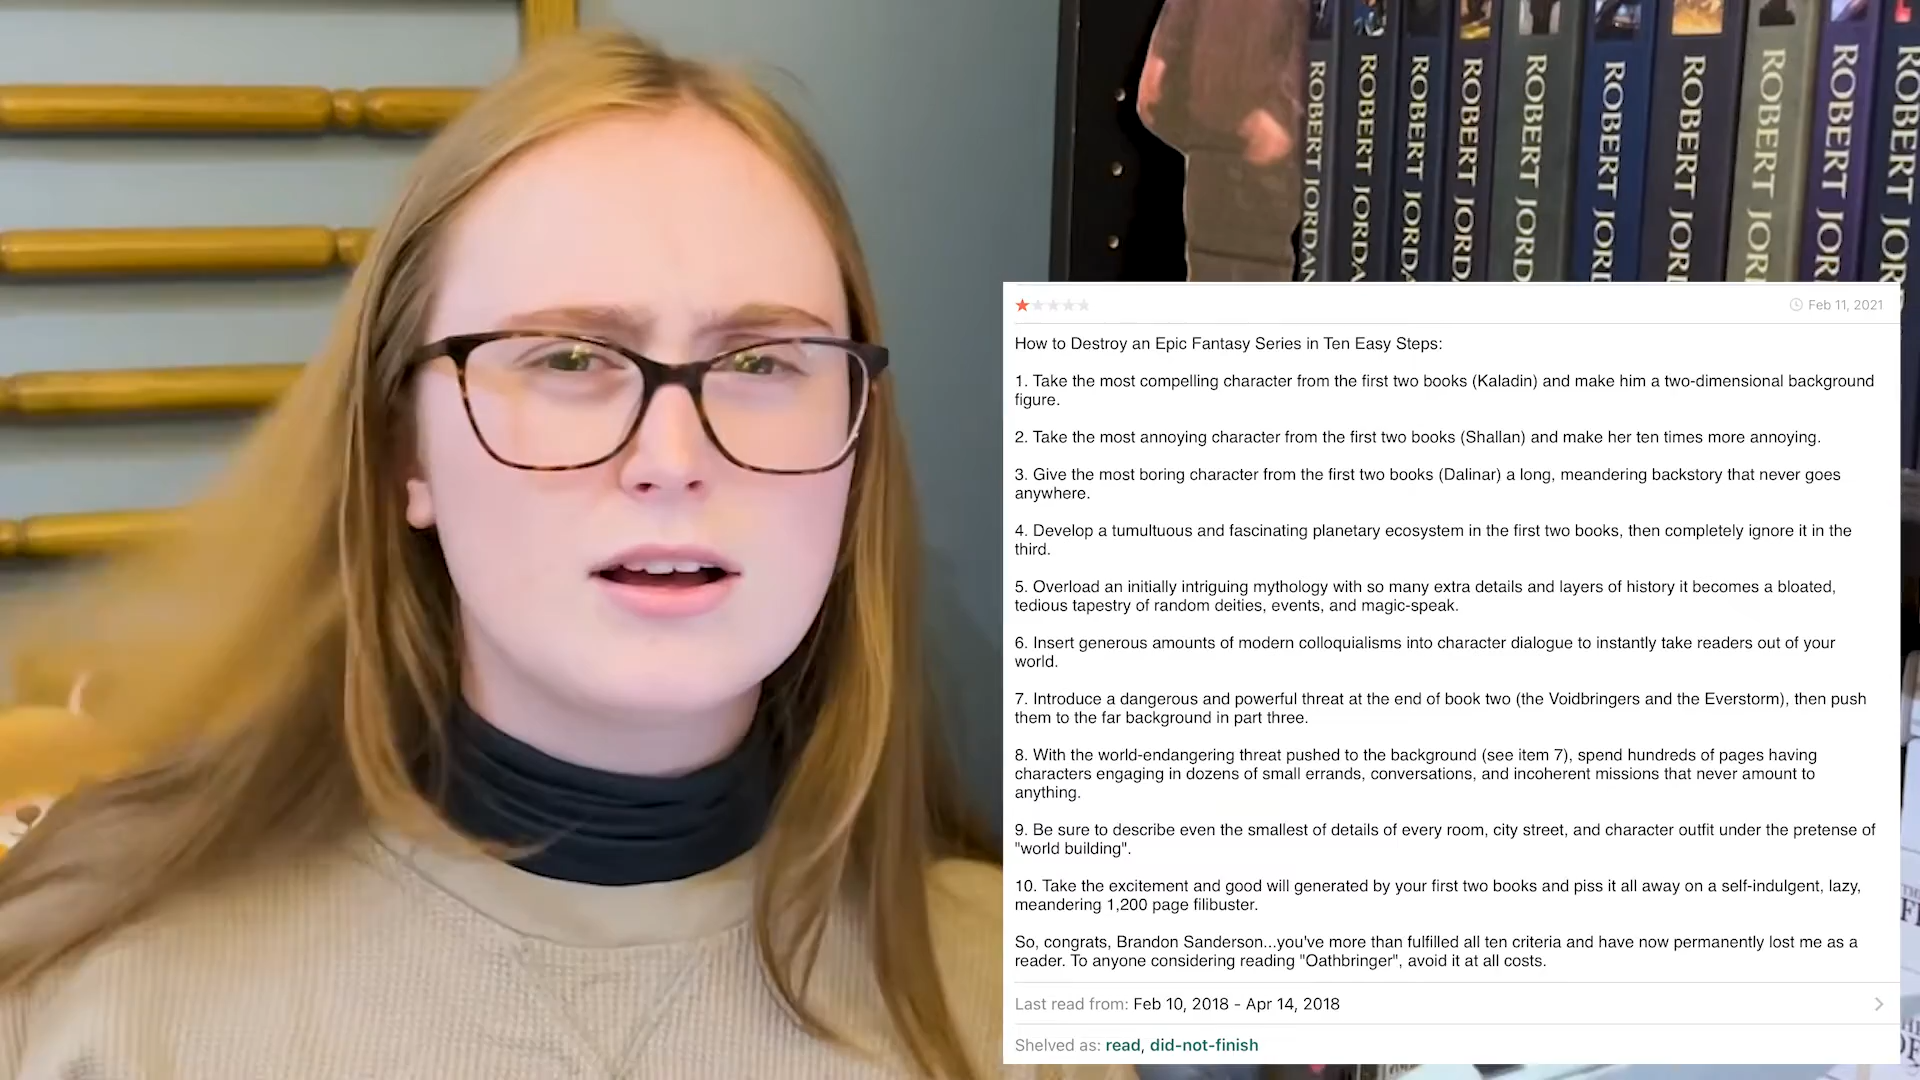 ROBERT JORDAN
ROBERT JORDA
ROBERT JORDA
ROBERT JORDA
ROBERT JORD
ROBERT JOR
ROBERT JOR
ROBERT JOR
ROBERT JOR
ROBERT JOR
Feb 11, 2021
How to Destroy an Epic Fantasy Series in Ten Easy Steps:
1. Take the most compelling character from the first two books (Kaladin) and make him a two-dimensional background
figure.
2. Take the most annoying character from the first two books (Shallan) and make her ten times more annoying.
3. Give the most boring character from the first two books (Dalinar) a long, meandering backstory that never goes
anywhere.
4. Develop a tumultuous and fascinating planetary ecosystem in the first two books, then completely ignore it in the
third.
5. Overload an initially intriguing mythology with so many extra details and layers of history it becomes a bloated,
tedious tapestry of random deities, events, and magic-speak.
6. Insert generous amounts of modern colloquialisms into character dialogue to instantly take readers out of your
world.
7. Introduce a dangerous and powerful threat at the end of book two (the Voidbringers and the Everstorm), then push
them to the far background in part three.
8. With the world-endangering threat pushed to the background (see item 7), spend hundreds of pages having
characters engaging in dozens of small errands, conversations, and incoherent missions that never amount to
anything.
9. Be sure to describe even the smallest of details of every room, city street, and character outfit under the pretense of
"world building".
10. Take the excitement and good will generated by your first two books and piss it all away on a self-indulgent, lazy,
meandering 1,200 page filibuster.
So, congrats, Brandon Sanderson...you've more than fulfilled all ten criteria and have now permanently lost me as a
reader. To anyone considering reading "Oathbringer", avoid it at all costs.
Last read from: Feb 10, 2018 - Apr 14, 2018
Shelved as: read, did-not-finish